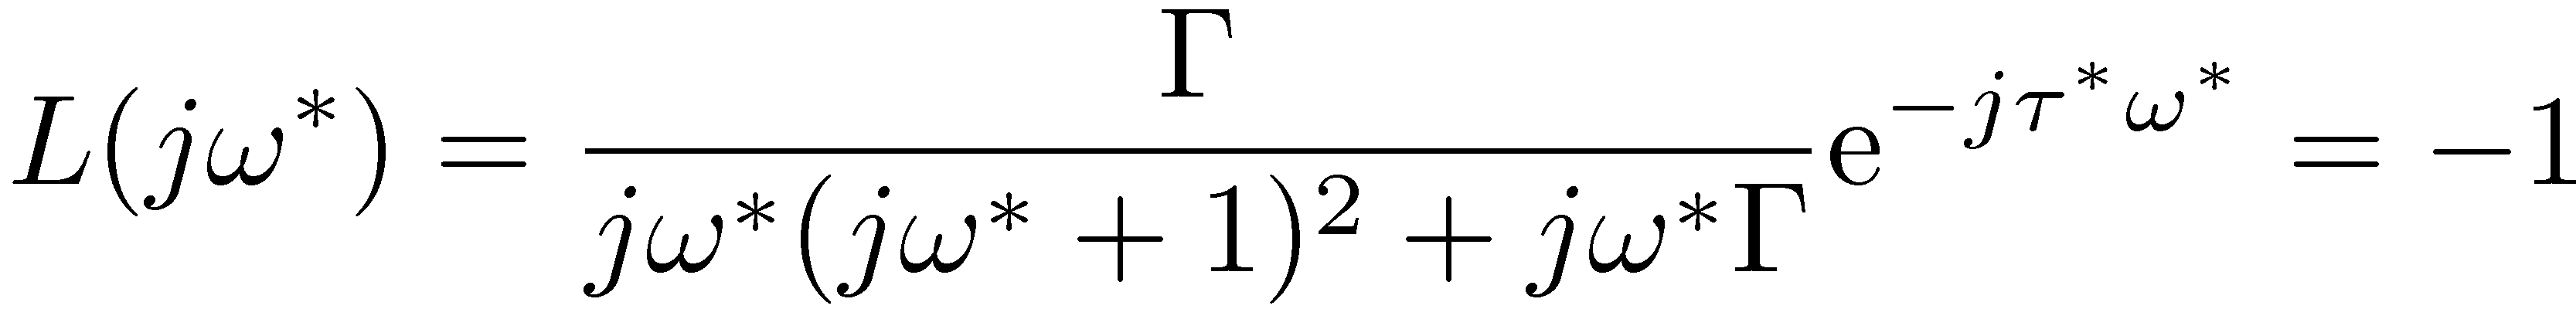 L(jω*) = Γ / (jω*(jω* + 1)² + jω*Γ) e^(−jτ*ω*) = −1